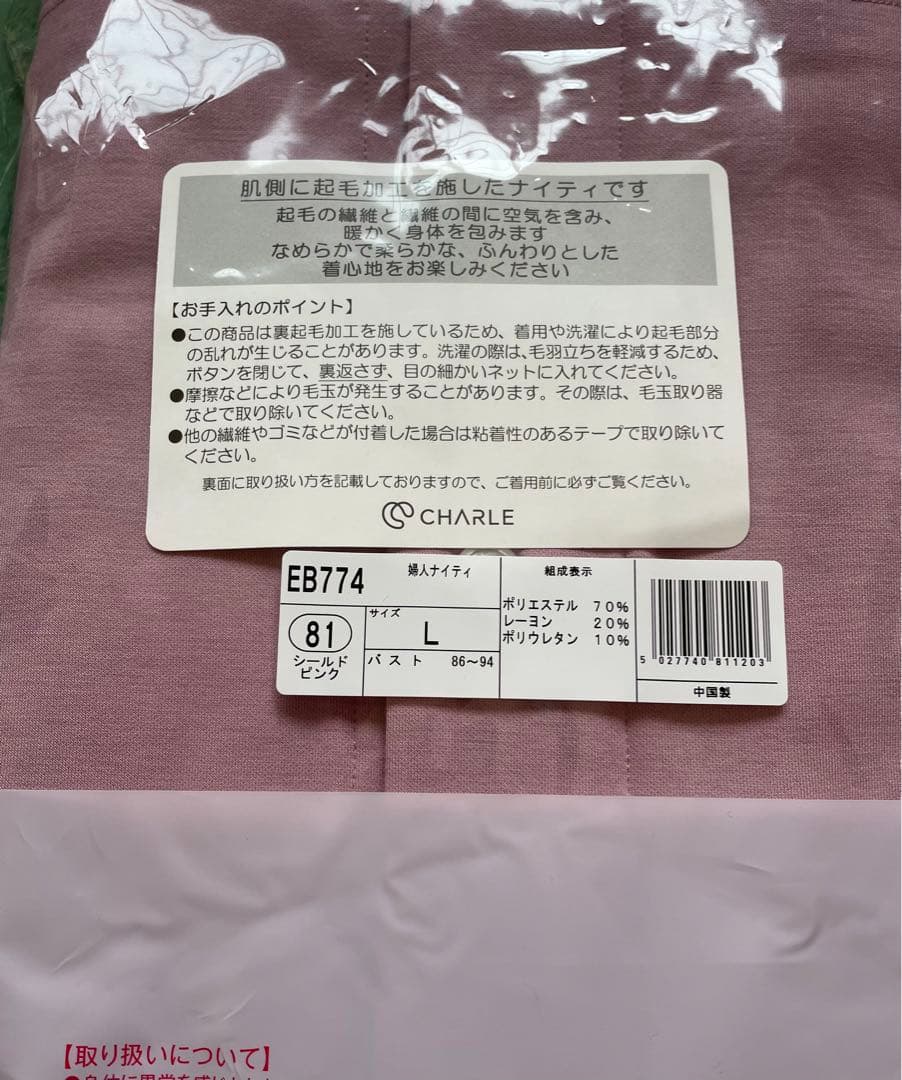 肌側に起毛加工を施したナイティです
起毛の繊維と繊維の間に空気を含み、
暖かく身体を包みます
なめらかで柔らかな、ふんわりとした
着心地をお楽しみください
【お手入れのポイント】
●この商品は裏起毛加工を施しているため、着用や洗濯により起毛部分
の乱れが生じることがあります。洗濯の際は、毛羽立ちを軽減するため、
ボタンを閉じて、裏返さず、目の細かいネットに入れてください。
●摩擦などにより毛玉が発生することがあります。その際は、毛玉取り器
などで取り除いてください。
●他の繊維やゴミなどが付着した場合は粘着性のあるテープで取り除いて
ください。
裏面に取り扱い方を記載しておりますので、ご着用前に必ずご覧ください。
CHARLE
EB774 婦人ナイティ
81
シールド
ピンク
サイズ
L
バスト 86～94
組成表示
ポリエステル 70%
レーヨン 20%
ポリウレタン 10%
5 027740 811203
中国製
【取り扱いについて】